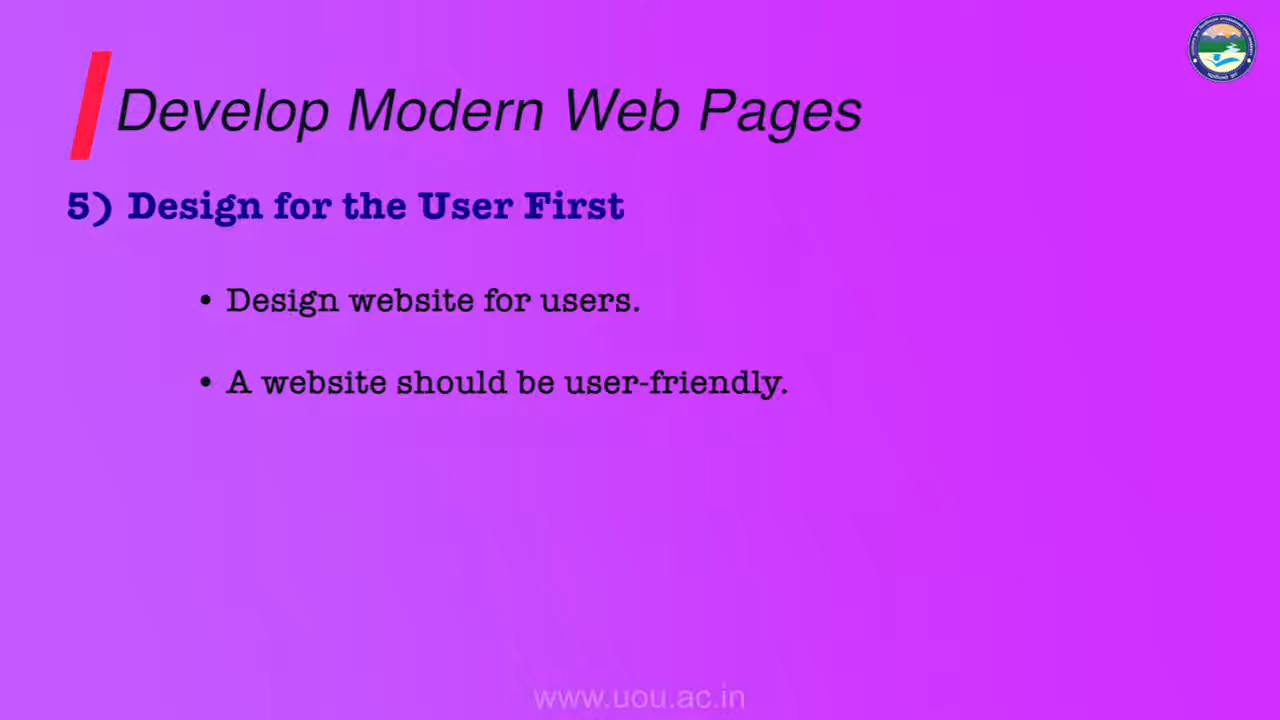 Develop Modern Web Pages
5) Design for the User First
• Design website for users.
• A website should be user-friendly.
www.uou.ac.in